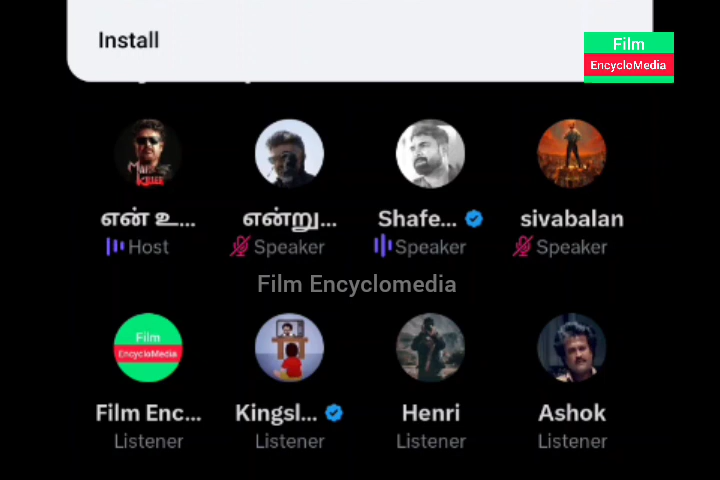 Install
Film
EncycloMedia
என் உ...
என்று...
Shafe...
sivabalan
Host
Speaker
Speaker
Speaker
Film Encyclomedia
Film
EncycloMedia
Film Enc...
Kingsl...
Henri
Ashok
Listener
Listener
Listener
Listener